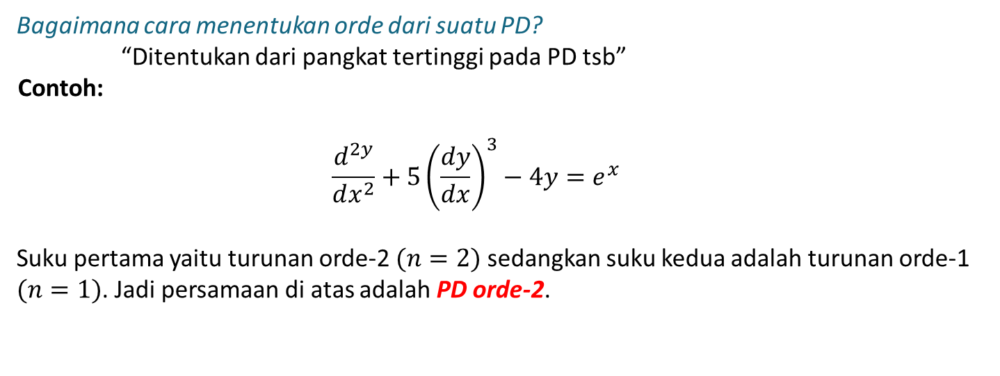 Bagaimana cara menentukan orde dari suatu PD?
“Ditentukan dari pangkat tertinggi pada PD tsb”
Contoh:
$\frac{d^{2y}}{dx^2} + 5\left(\frac{dy}{dx}\right)^3 - 4y = e^x$
Suku pertama yaitu turunan orde-2 (n = 2) sedangkan suku kedua adalah turunan orde-1
(n = 1). Jadi persamaan di atas adalah PD orde-2.